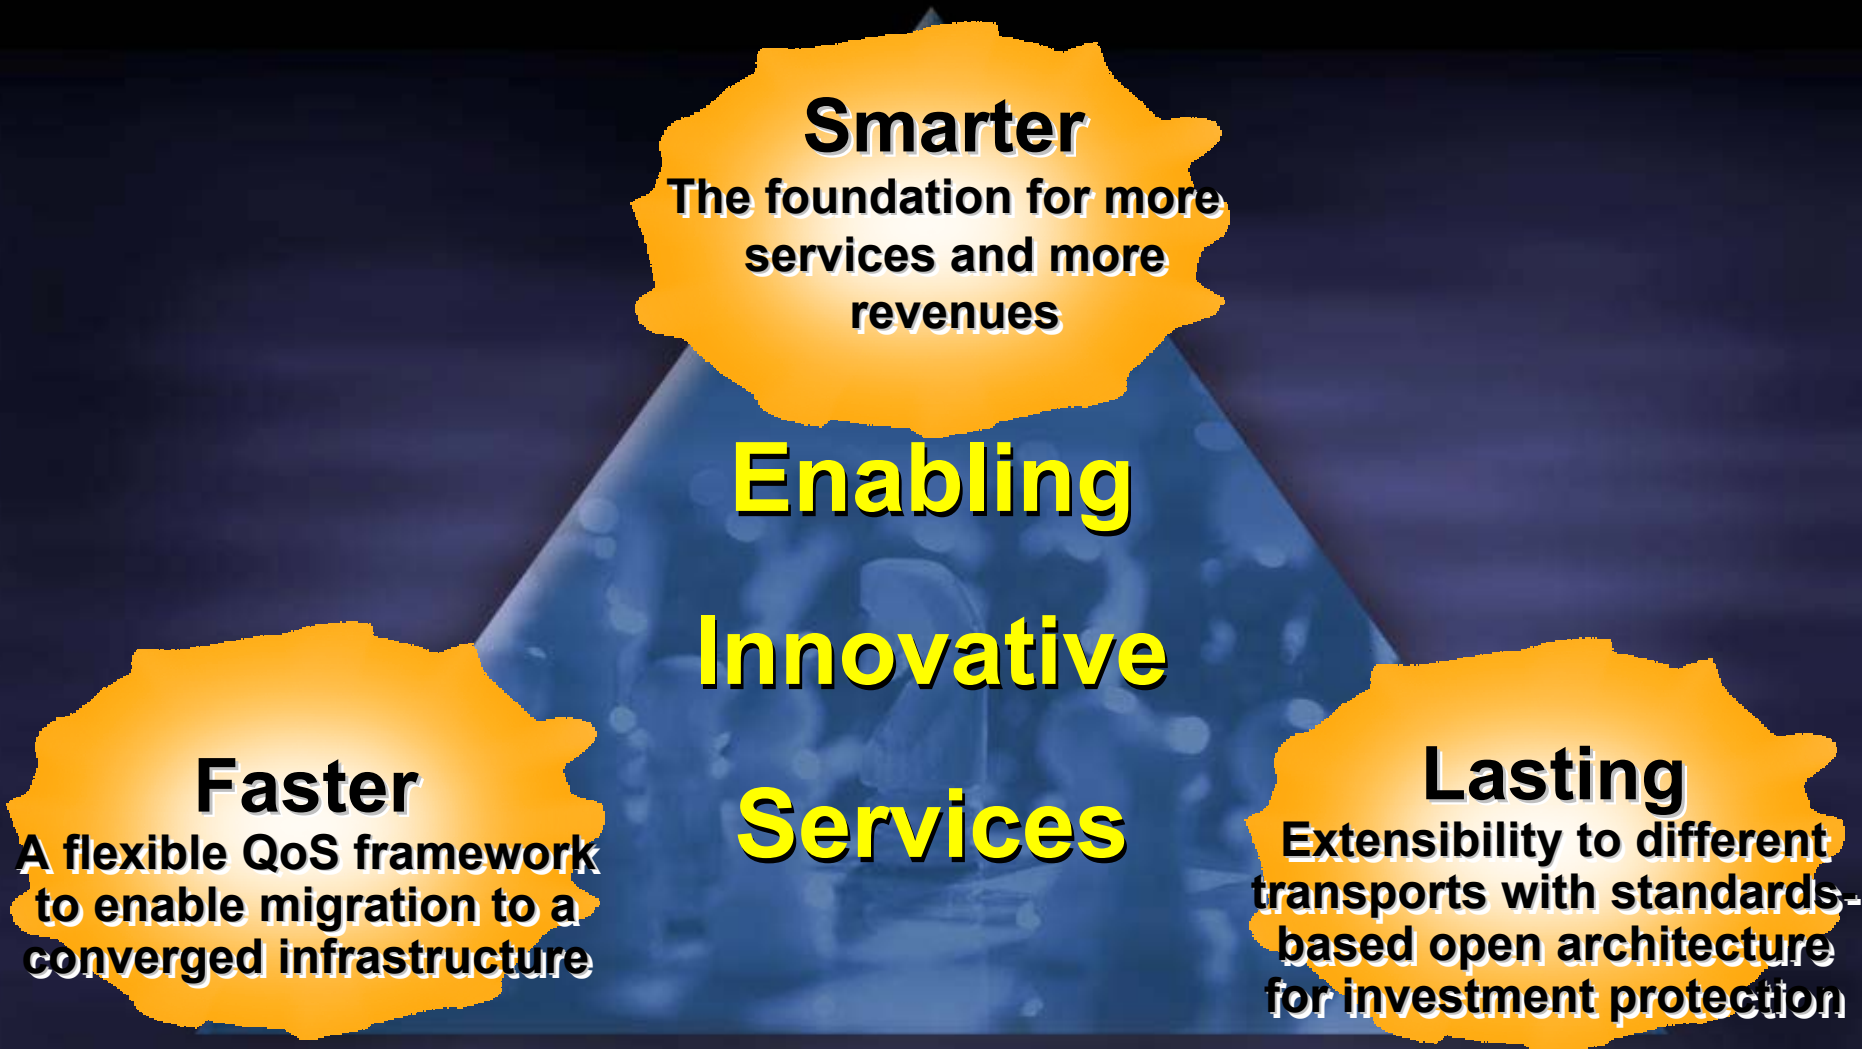 Smarter
The foundation for more
services and more
revenues
Enabling
Innovative
Services
Faster
A flexible QoS framework
to enable migration to a
converged infrastructure
Lasting
Extensibility to different
transports with standards-
based open architecture
for investment protection